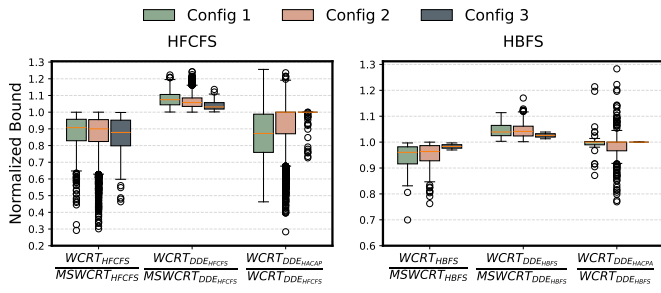 Config 1 Config 2 Config 3
HFCFS HBFS
Normalized Bound
1.3
1.2
1.1
1.0
0.9
0.8
0.7
0.6
0.5
0.4
0.3
0.2
WCRT_HFCFS WCRT_DDE_HFCFS WCRT_DDE_HACAP
MSWCRT_HFCFS MSWCRT_DDE_HFCFS WCRT_DDE_HFCFS
1.3
1.2
1.1
1.0
0.9
0.8
0.7
0.6
WCRT_HBFS WCRT_DDE_HBFS WCRT_DDE_HACPA
MSWCRT_HBFS MSWCRT_DDE_HBFS WCRT_DDE_HBFS